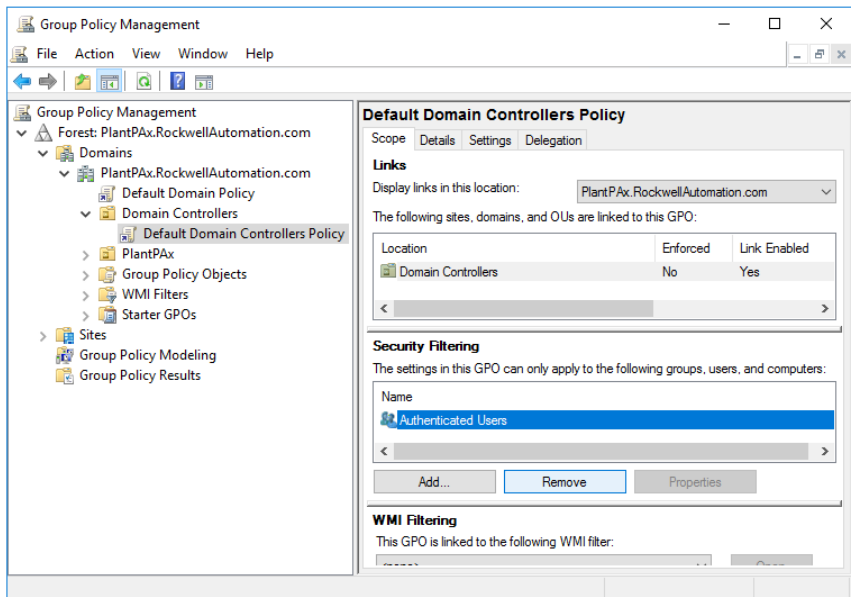 Group Policy Management
File Action View Window Help
Group Policy Management
Forest: PlantPAx.RockwellAutomation.com
Domains
PlantPAx.RockwellAutomation.com
Default Domain Policy
Domain Controllers
Default Domain Controllers Policy
PlantPAx
Group Policy Objects
WMI Filters
Starter GPOs
Sites
Group Policy Modeling
Group Policy Results
Default Domain Controllers Policy
Scope Details Settings Delegation
Links
Display links in this location: PlantPAx.RockwellAutomation.com
The following sites, domains, and OUs are linked to this GPO:
Location Enforced Link Enabled
Domain Controllers No Yes
Security Filtering
The settings in this GPO can only apply to the following groups, users, and computers:
Name
Authenticated Users
Add... Remove Properties
WMI Filtering
This GPO is linked to the following WMI filter: